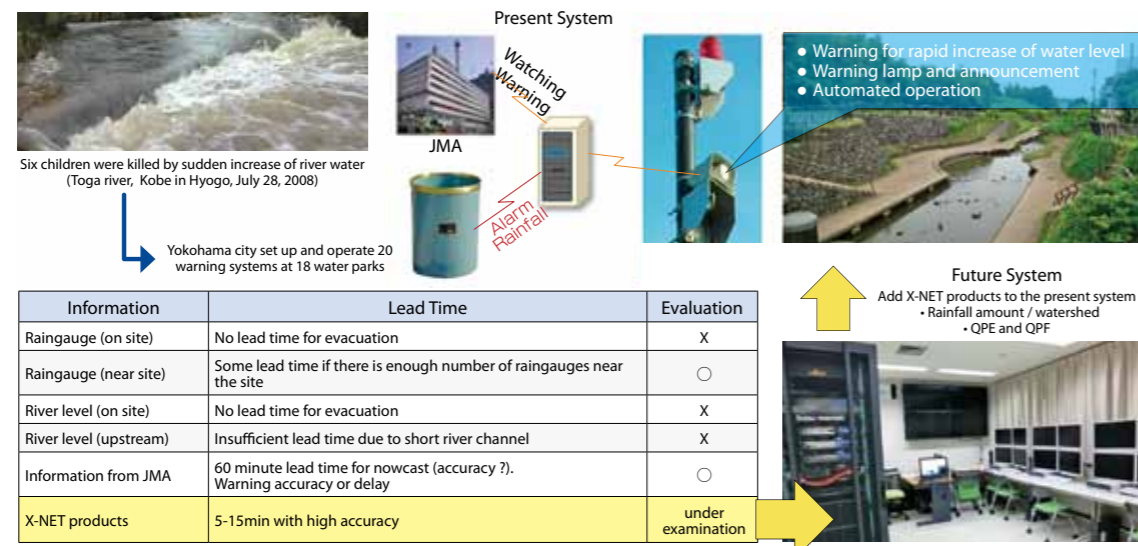 Present System
Watching
Warning
JMA
Alarm
Rainfall
● Warning for rapid increase of water level
● Warning lamp and announcement
● Automated operation
Six children were killed by sudden increase of river water
(Toga river, Kobe in Hyogo, July 28, 2008)
Yokohama city set up and operate 20
warning systems at 18 water parks
Future System
Add X-NET products to the present system
• Rainfall amount / watershed
• QPE and QPF
Information Lead Time Evaluation
Raingauge (on site) No lead time for evacuation X
Raingauge (near site) Some lead time if there is enough number of raingauges near
the site ○
River level (on site) No lead time for evacuation X
River level (upstream) Insufficient lead time due to short river channel X
Information from JMA 60 minute lead time for nowcast (accuracy ?).
Warning accuracy or delay ○
X-NET products 5-15min with high accuracy under
examination